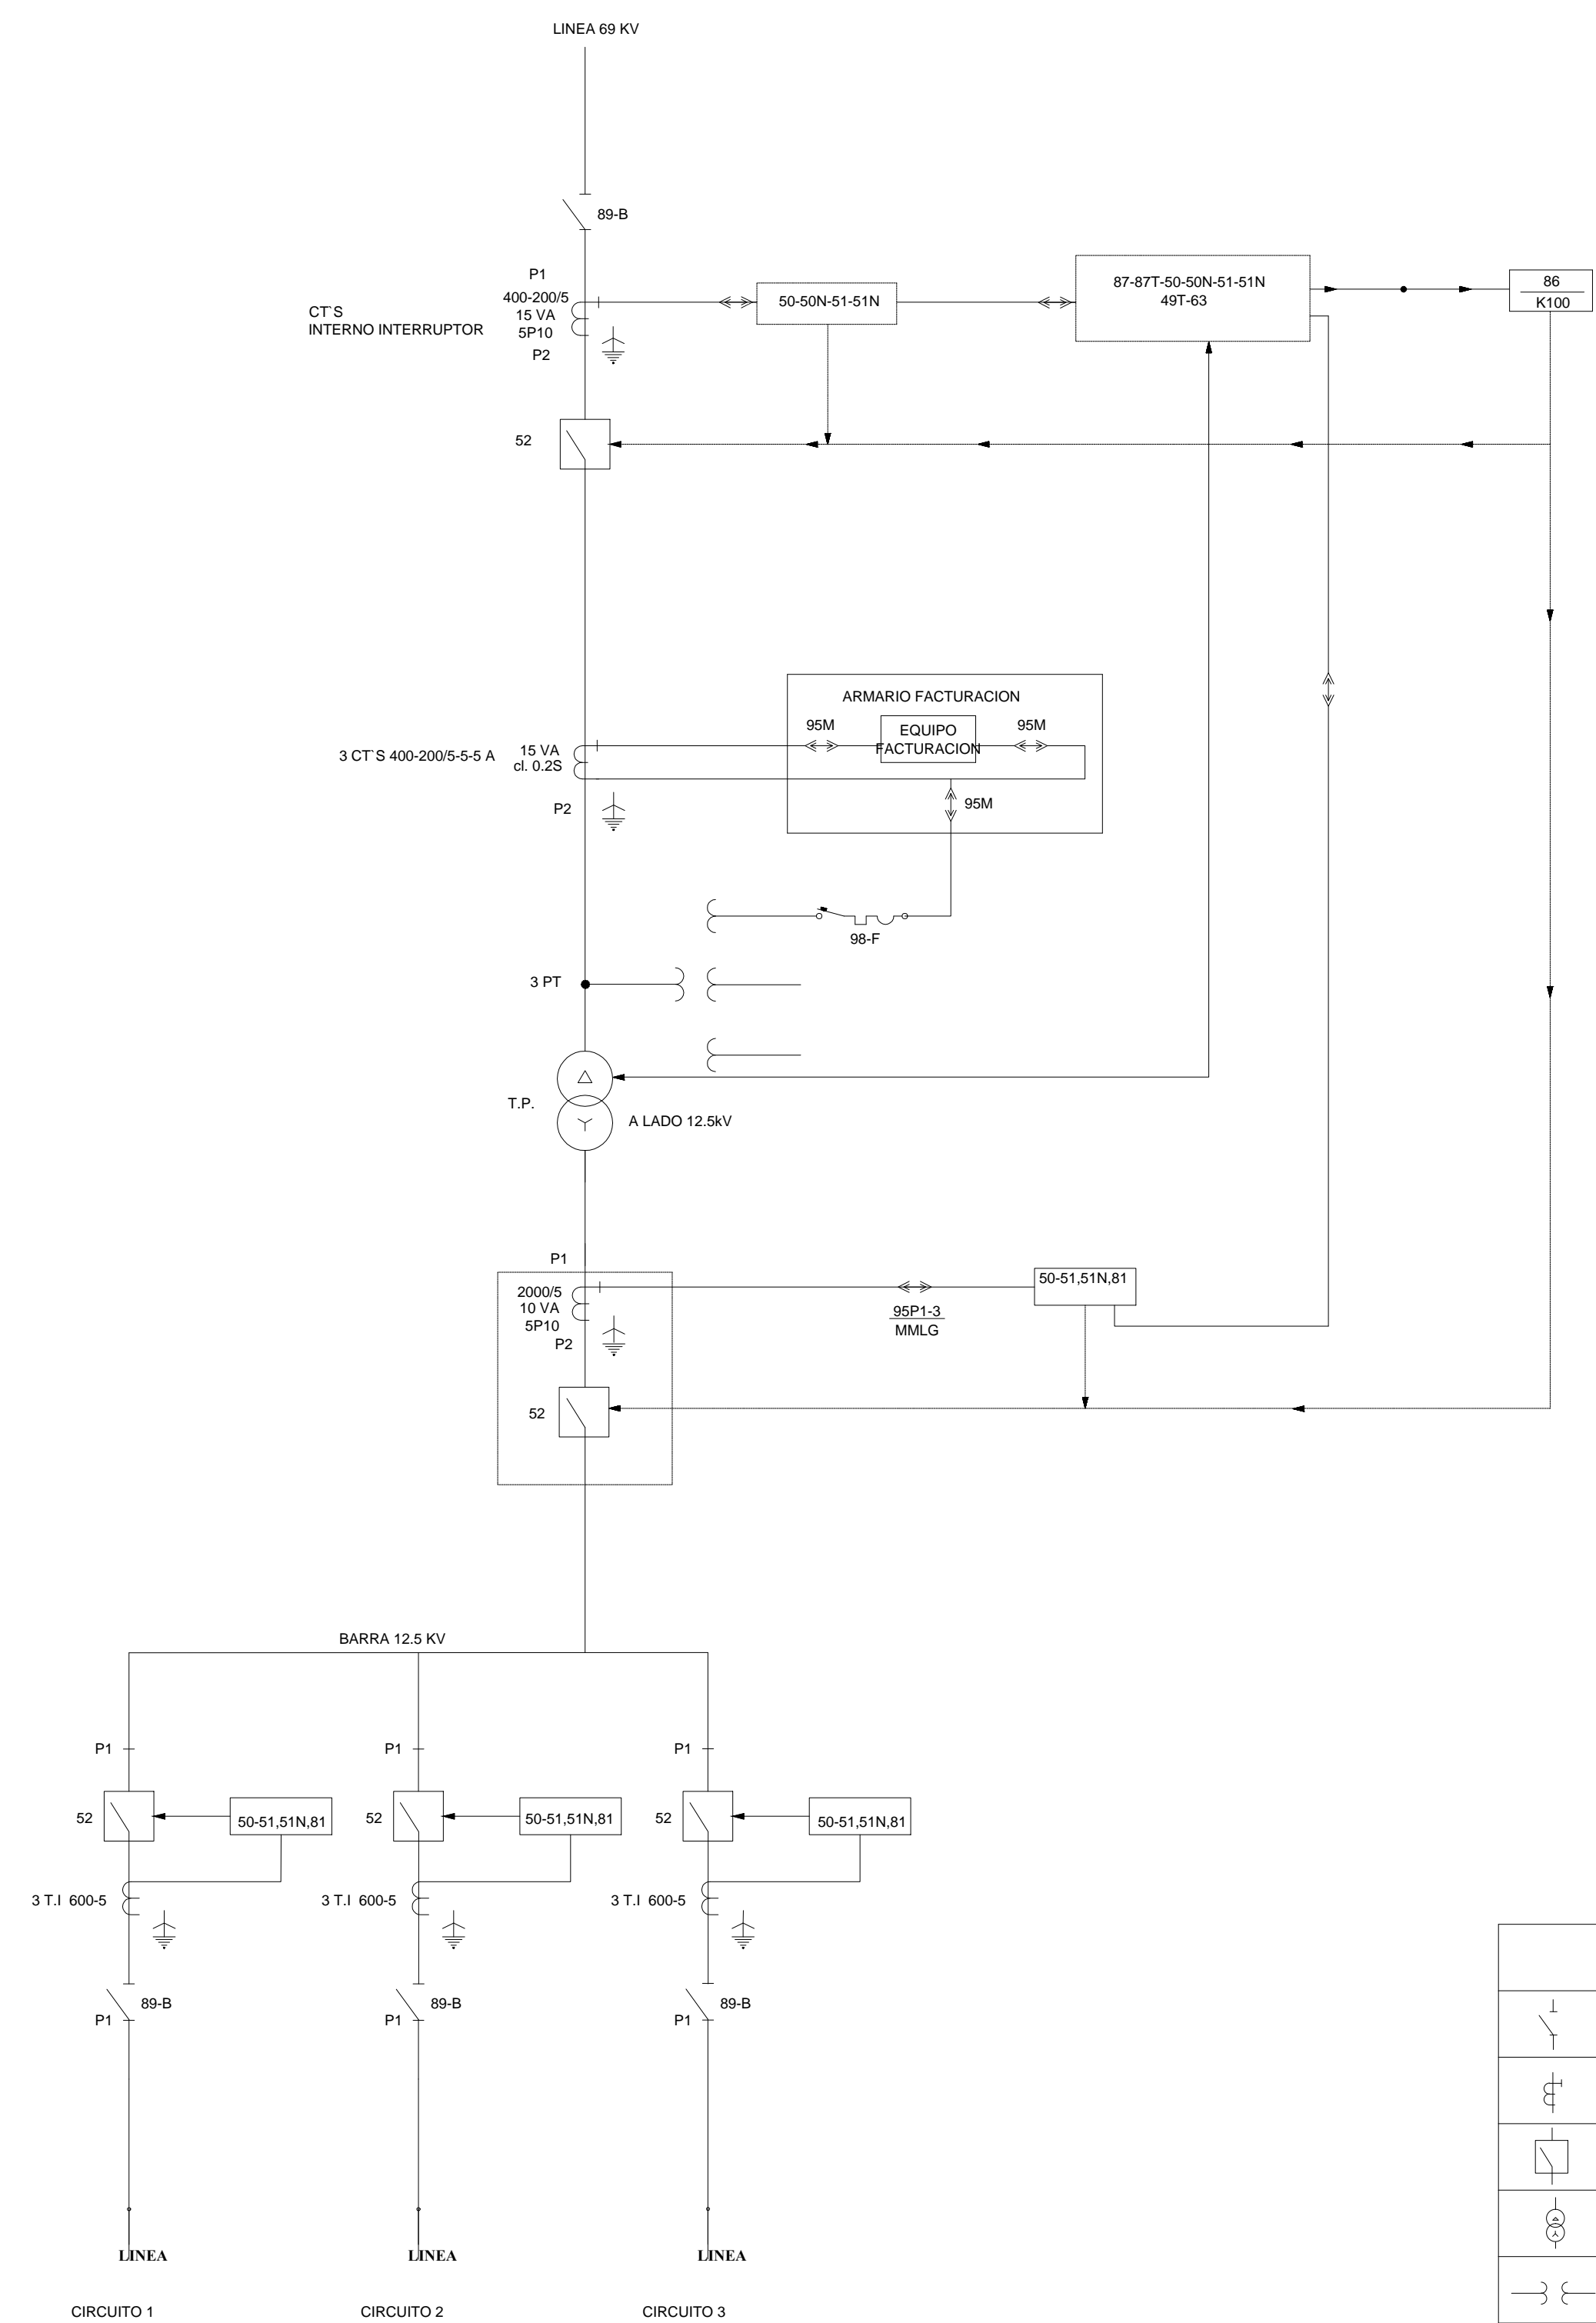 LINEA 69 KV
89-B
P1
400-200/5
15 VA
5P10
P2
CT`S
INTERNO INTERRUPTOR
50-50N-51-51N
87-87T-50-50N-51-51N
49T-63
86
K100
52
ARMARIO FACTURACION
95M
EQUIPO
FACTURACION
95M
3 CT`S 400-200/5-5-5 A
15 VA
cl. 0.2S
P2
95M
98-F
3 PT
T.P.
A LADO 12.5kV
P1
2000/5
10 VA
5P10
P2
95P1-3
MMLG
50-51,51N,81
52
BARRA 12.5 KV
P1
P1
P1
52
50-51,51N,81
52
50-51,51N,81
52
50-51,51N,81
3 T.I 600-5
3 T.I 600-5
3 T.I 600-5
89-B
P1
89-B
P1
89-B
P1
LINEA
LINEA
LINEA
CIRCUITO 1
CIRCUITO 2
CIRCUITO 3